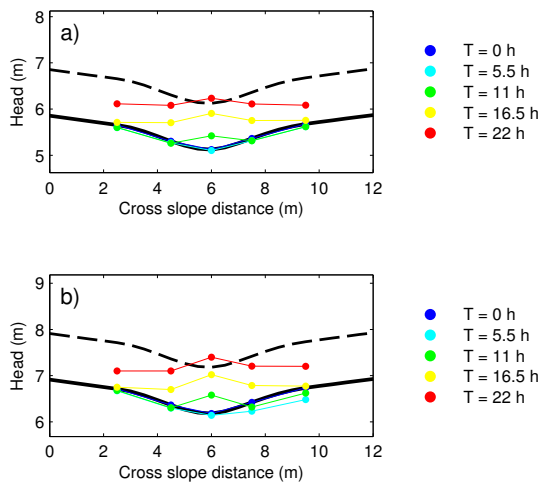 a)
8
7
6
5
Head (m)
0 2 4 6 8 10 12
Cross slope distance (m)
T = 0 h
T = 5.5 h
T = 11 h
T = 16.5 h
T = 22 h
b)
9
8
7
6
Head (m)
0 2 4 6 8 10 12
Cross slope distance (m)
T = 0 h
T = 5.5 h
T = 11 h
T = 16.5 h
T = 22 h